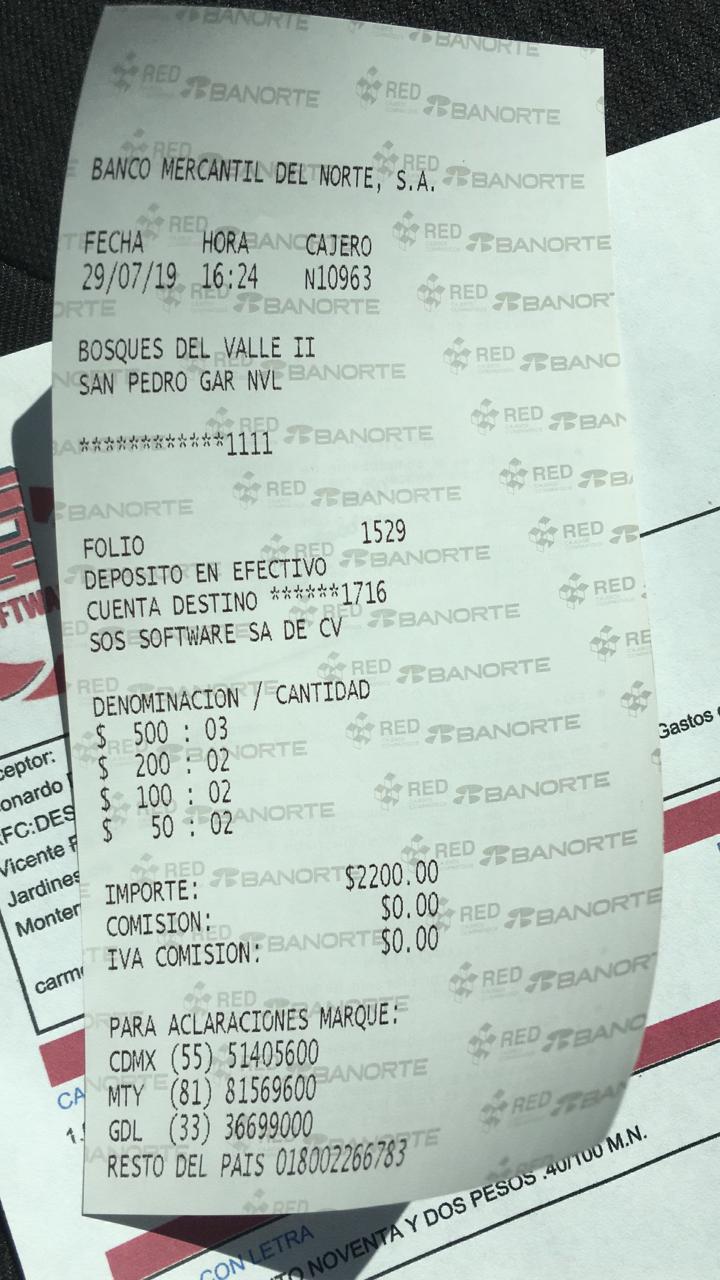 BANCO MERCANTIL DEL NORTE, S.A.
FECHA HORA CAJERO
29/07/19 16:24 N10963
BOSQUES DEL VALLE II
SAN PEDRO GAR NVL
************1111
FOLIO 1529
DEPOSITO EN EFECTIVO
CUENTA DESTINO ******1716
SOS SOFTWARE SA DE CV
DENOMINACION / CANTIDAD
$ 500 : 03
$ 200 : 02
$ 100 : 02
$ 50 : 02
IMPORTE: $2200.00
COMISION: $0.00
IVA COMISION: $0.00
PARA ACLARACIONES MARQUE:
CDMX (55) 51405600
MTY (81) 81569600
GDL (33) 36699000
RESTO DEL PAIS 018002266783
RED BANORTE
Gastos
ceptor:
onardo
FC:DES
Vicente
Jardines
Monter
carm
CA
CON LETRA
TO NOVENTA Y DOS PESOS .40/100 M.N.